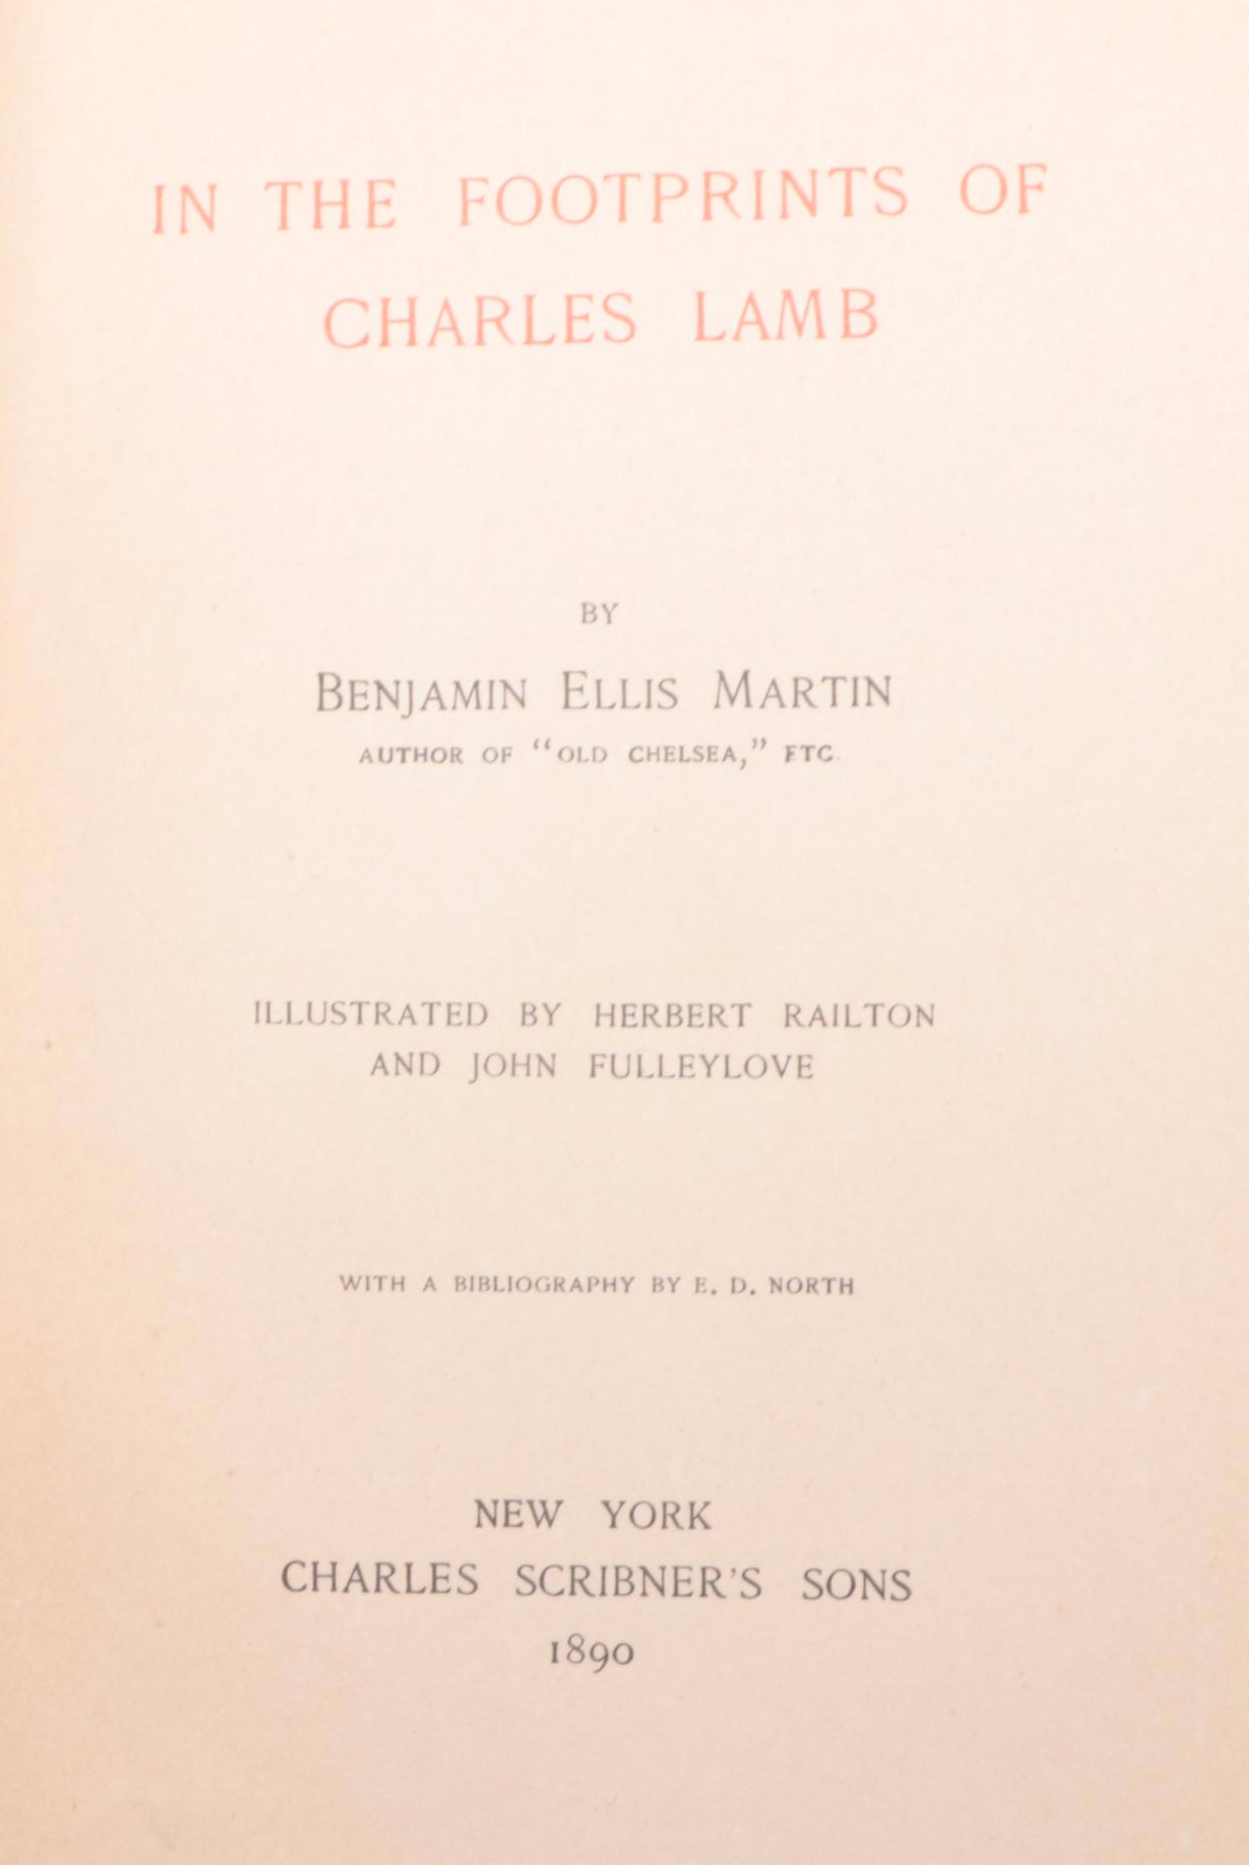 IN THE FOOTPRINTS OF
CHARLES LAMB
BY
BENJAMIN ELLIS MARTIN
AUTHOR OF "OLD CHELSEA," ETC.
ILLUSTRATED BY HERBERT RAILTON
AND JOHN FULLEYLOVE
WITH A BIBLIOGRAPHY BY E. D. NORTH
NEW YORK
CHARLES SCRIBNER'S SONS
1890